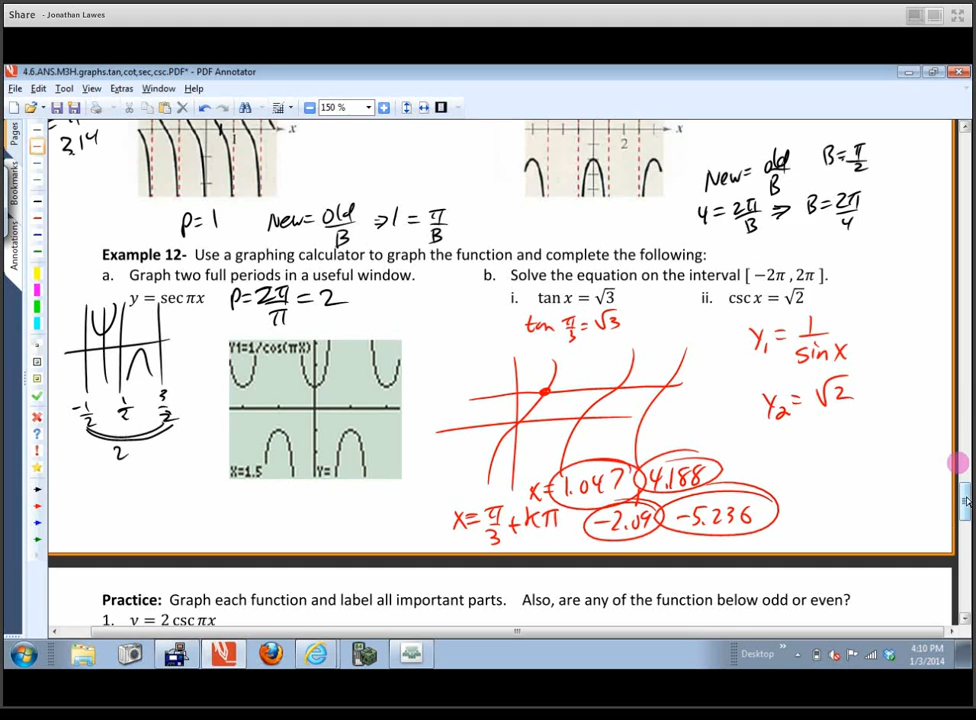 Share - Jonathan Lawes
4.6.ANS.M3H.graphs.tan,cot,sec,csc.PDF* - PDF Annotator
File Edit Tool View Extras Window Help
150 %
Pages
Bookmarks
Annotations
3,14
x
1
x
2
P=1 New= Old/B ⇒ 1 = π/B
New= old/B B= π/2
4 = 2π/B ⇒ B= 2π/4
Example 12- Use a graphing calculator to graph the function and complete the following:
a. Graph two full periods in a useful window.
y = sec πx P= 2π/π = 2
-1/2 1/2 3/2
2
Y1=1/cos(πX)
X=1.5 Y=
b. Solve the equation on the interval [ −2π , 2π ].
i. tan x = √3
tan π/3 = √3
x= 1.047 4.188
x= π/3 + kπ -2.09 -5.236
ii. csc x = √2
y₁ = 1/sin x
y₂ = √2
Practice: Graph each function and label all important parts. Also, are any of the function below odd or even?
1. y = 2 csc πx
Desktop
4:10 PM
1/3/2014